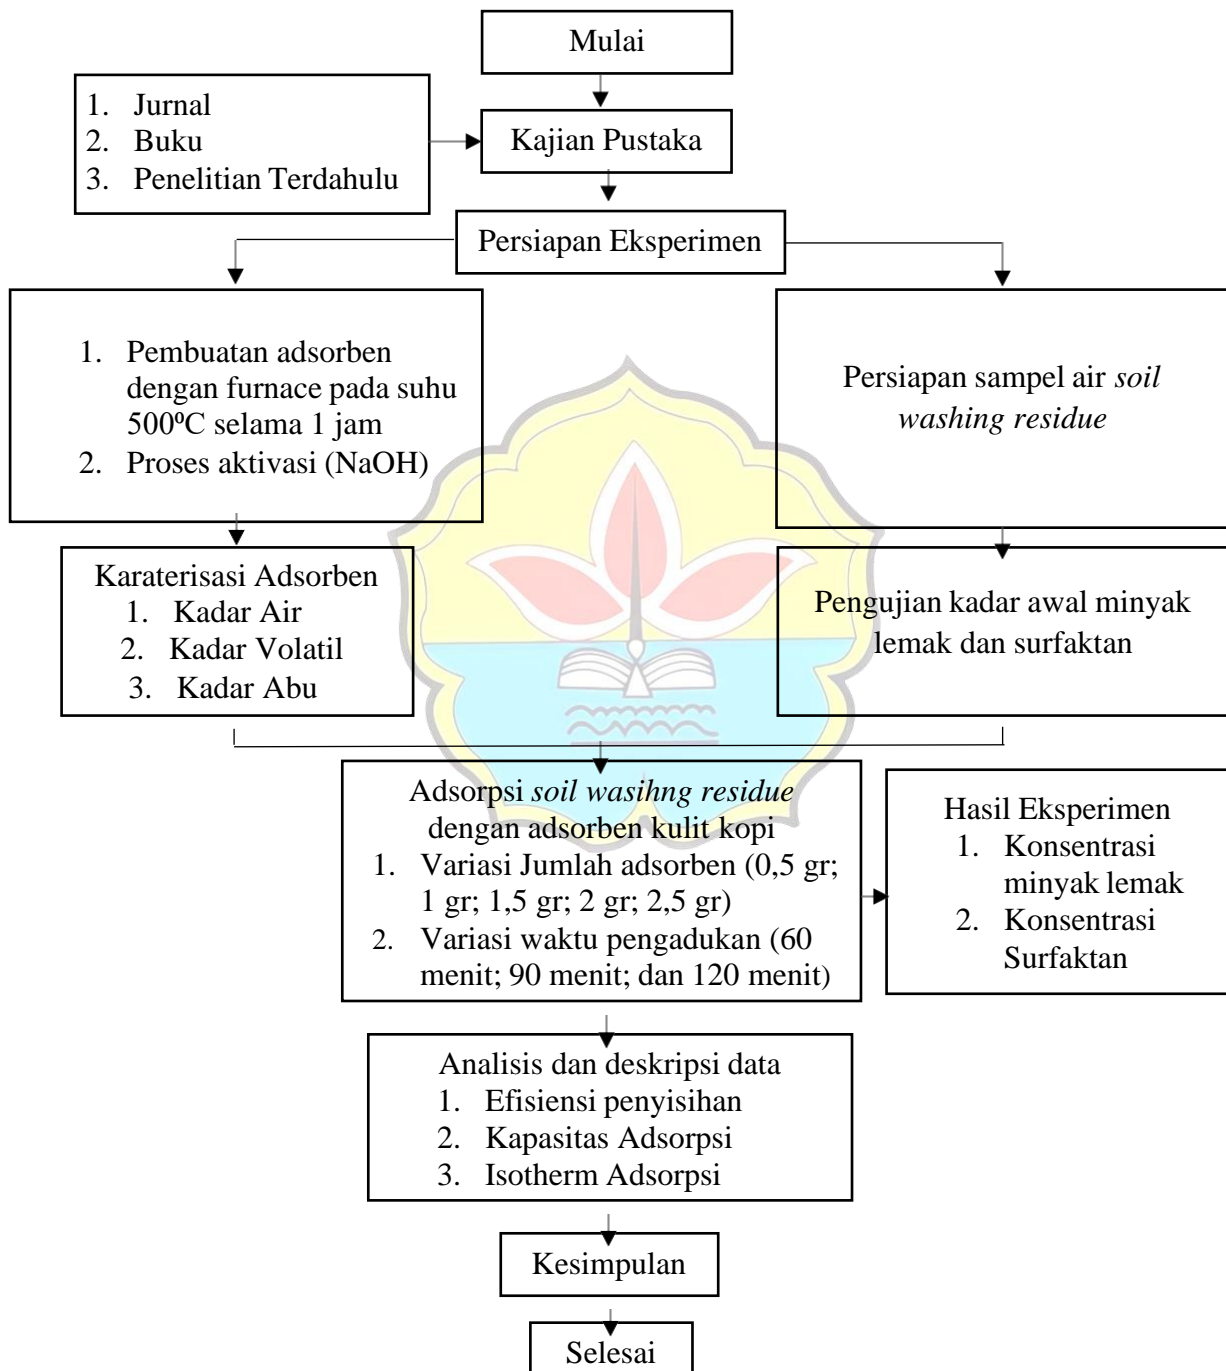 Mulai
1. Jurnal
2. Buku
3. Penelitian Terdahulu
Kajian Pustaka
Persiapan Eksperimen
1. Pembuatan adsorben
dengan furnace pada suhu
500⁰C selama 1 jam
2. Proses aktivasi (NaOH)
Persiapan sampel air soil
washing residue
Karaterisasi Adsorben
1. Kadar Air
2. Kadar Volatil
3. Kadar Abu
Pengujian kadar awal minyak
lemak dan surfaktan
Adsorpsi soil wasihng residue
dengan adsorben kulit kopi
1. Variasi Jumlah adsorben (0,5 gr;
1 gr; 1,5 gr; 2 gr; 2,5 gr)
2. Variasi waktu pengadukan (60
menit; 90 menit; dan 120 menit)
Hasil Eksperimen
1. Konsentrasi
minyak lemak
2. Konsentrasi
Surfaktan
Analisis dan deskripsi data
1. Efisiensi penyisihan
2. Kapasitas Adsorpsi
3. Isotherm Adsorpsi
Kesimpulan
Selesai